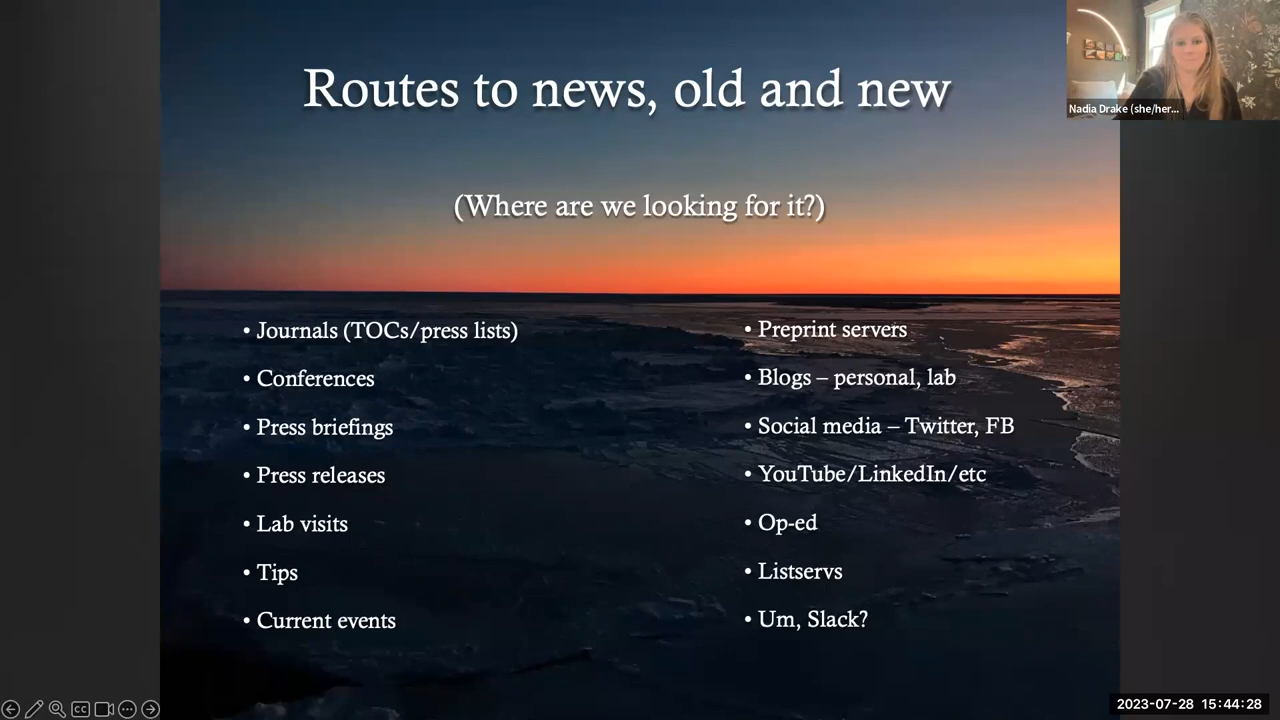 Routes to news, old and new
Nadia Drake (she/her...
(Where are we looking for it?)
• Journals (TOCs/press lists)
• Conferences
• Press briefings
• Press releases
• Lab visits
• Tips
• Current events
• Preprint servers
• Blogs – personal, lab
• Social media – Twitter, FB
• YouTube/LinkedIn/etc
• Op-ed
• Listservs
• Um, Slack?
CC
2023-07-28 15:44:28